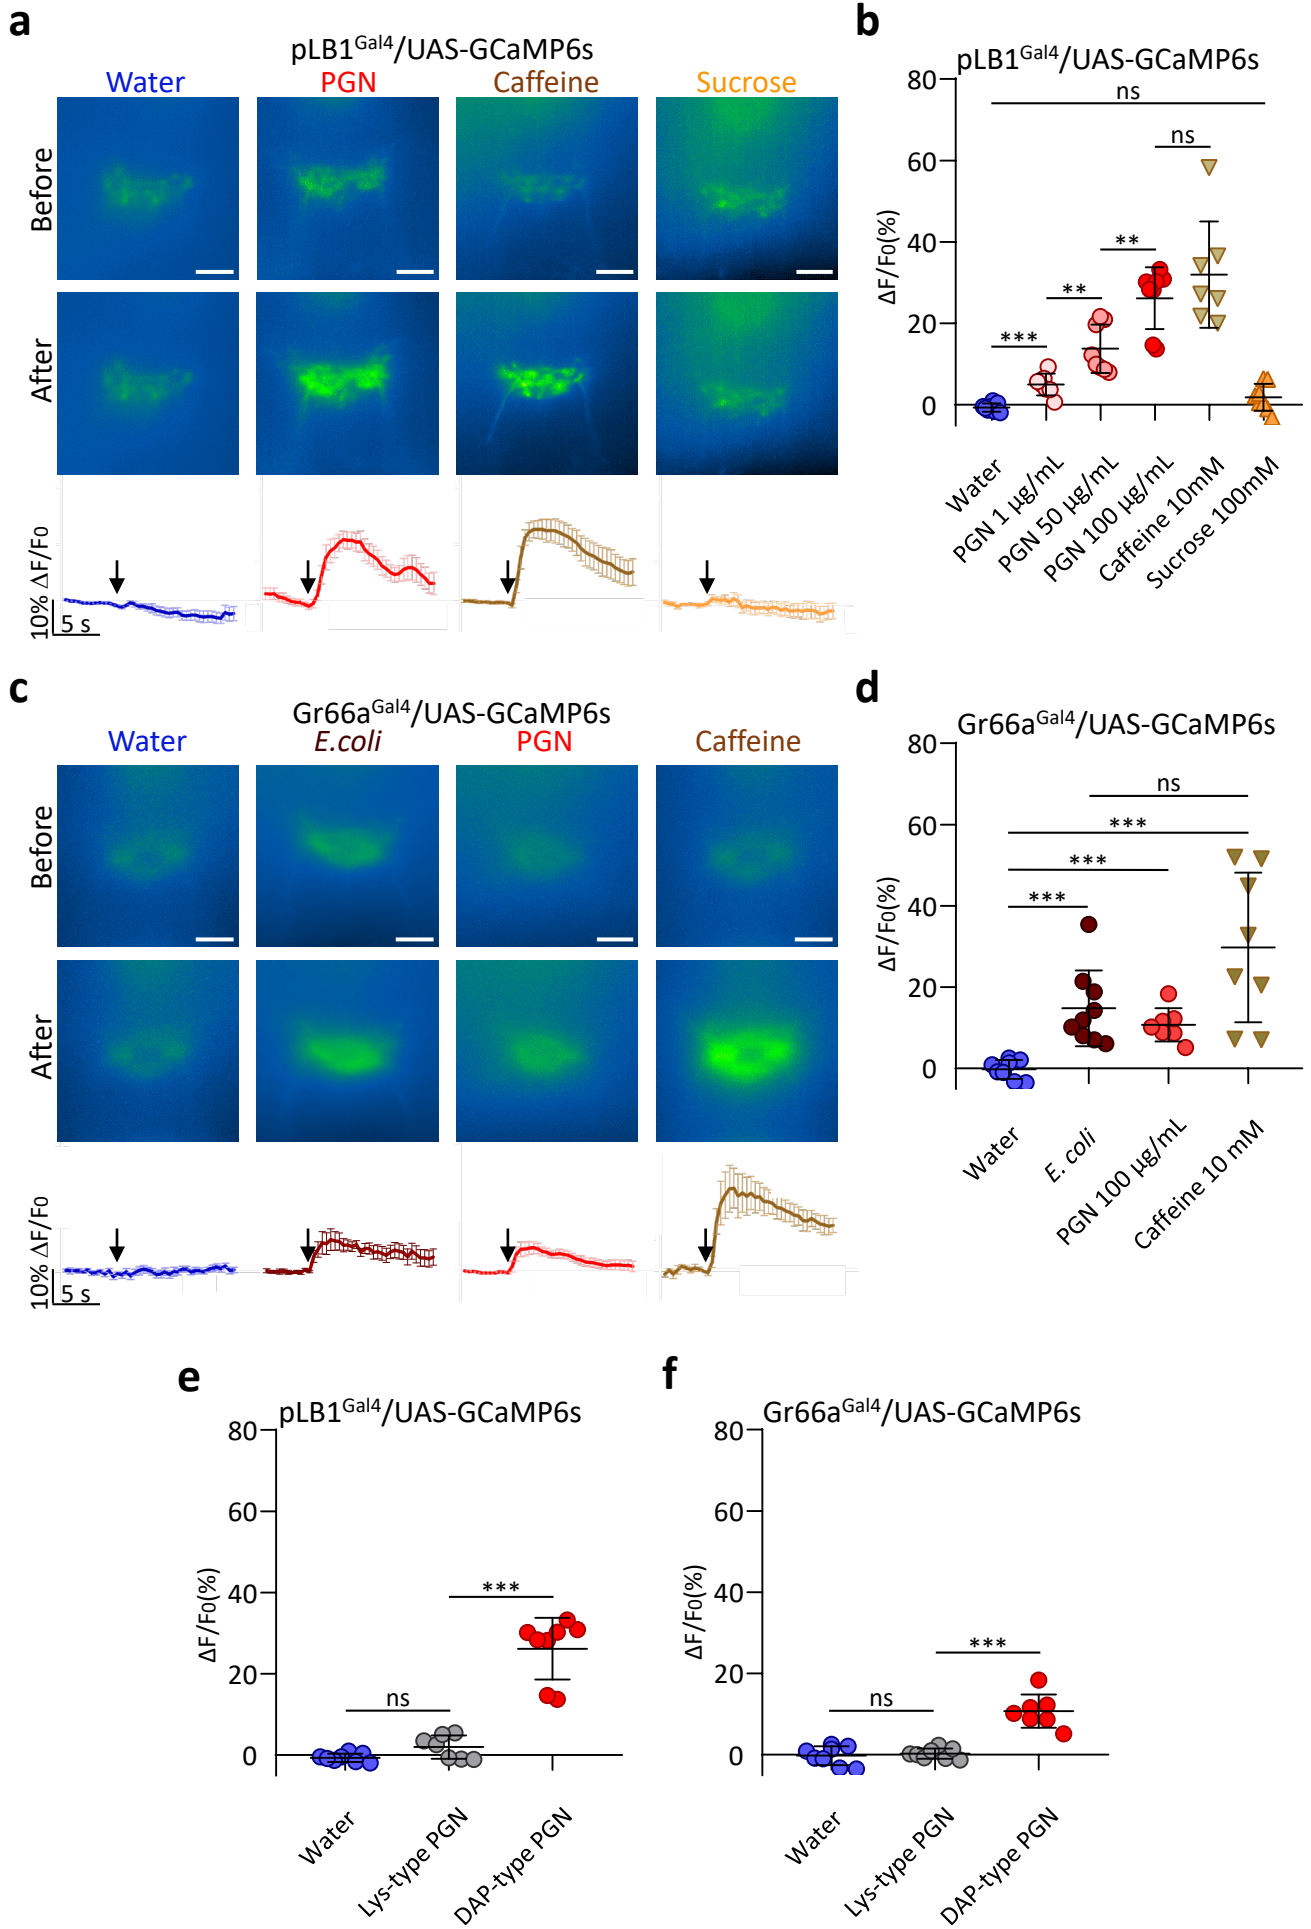 a
pLB1Gal4/UAS-GCaMP6s
Water PGN Caffeine Sucrose
Before
After
10% ΔF/F0
5 s
b
pLB1Gal4/UAS-GCaMP6s
80
60
40
20
0
ΔF/F0(%)
ns
ns
**
**
***
Water
PGN 1 µg/mL
PGN 50 µg/mL
PGN 100 µg/mL
Caffeine 10mM
Sucrose 100mM
c
Gr66aGal4/UAS-GCaMP6s
Water E.coli PGN Caffeine
Before
After
10% ΔF/F0
5 s
d
Gr66aGal4/UAS-GCaMP6s
80
60
40
20
0
ΔF/F0(%)
ns
***
***
***
Water
E. coli
PGN 100 µg/mL
Caffeine 10 mM
e
pLB1Gal4/UAS-GCaMP6s
80
60
40
20
0
ΔF/F0(%)
***
ns
Water
Lys-type PGN
DAP-type PGN
f
Gr66aGal4/UAS-GCaMP6s
80
60
40
20
0
ΔF/F0(%)
***
ns
Water
Lys-type PGN
DAP-type PGN